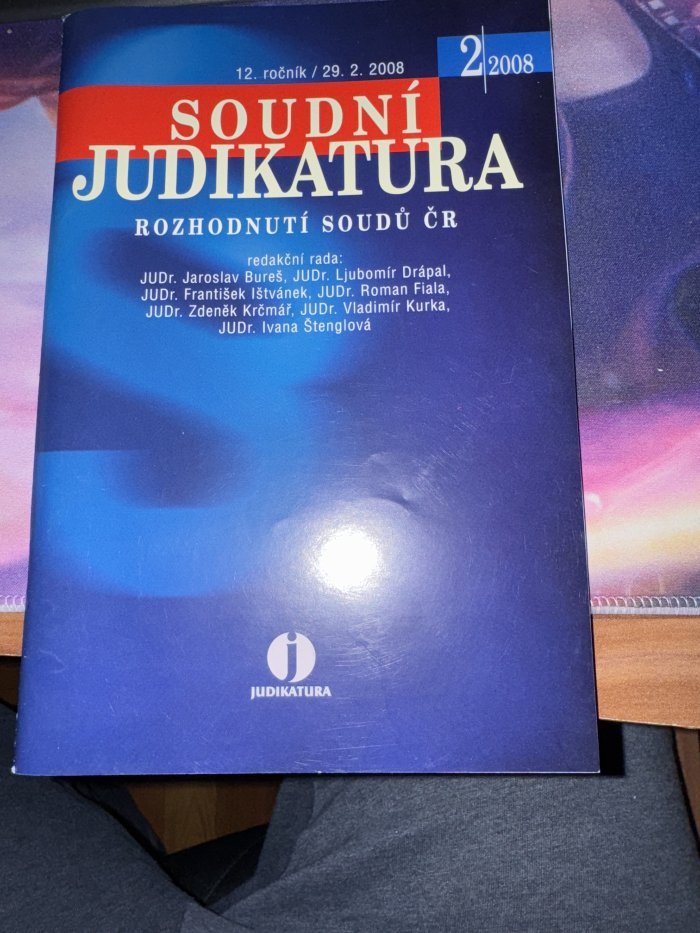 12. ročník / 29. 2. 2008
2 2008
SOUDNÍ
JUDIKATURA
ROZHODNUTÍ SOUDŮ ČR
redakční rada:
JUDr. Jaroslav Bureš, JUDr. Ljubomír Drápal,
JUDr. František Ištvánek, JUDr. Roman Fiala,
JUDr. Zdeněk Krčmář, JUDr. Vladimír Kurka,
JUDr. Ivana Štenglová
j
JUDIKATURA